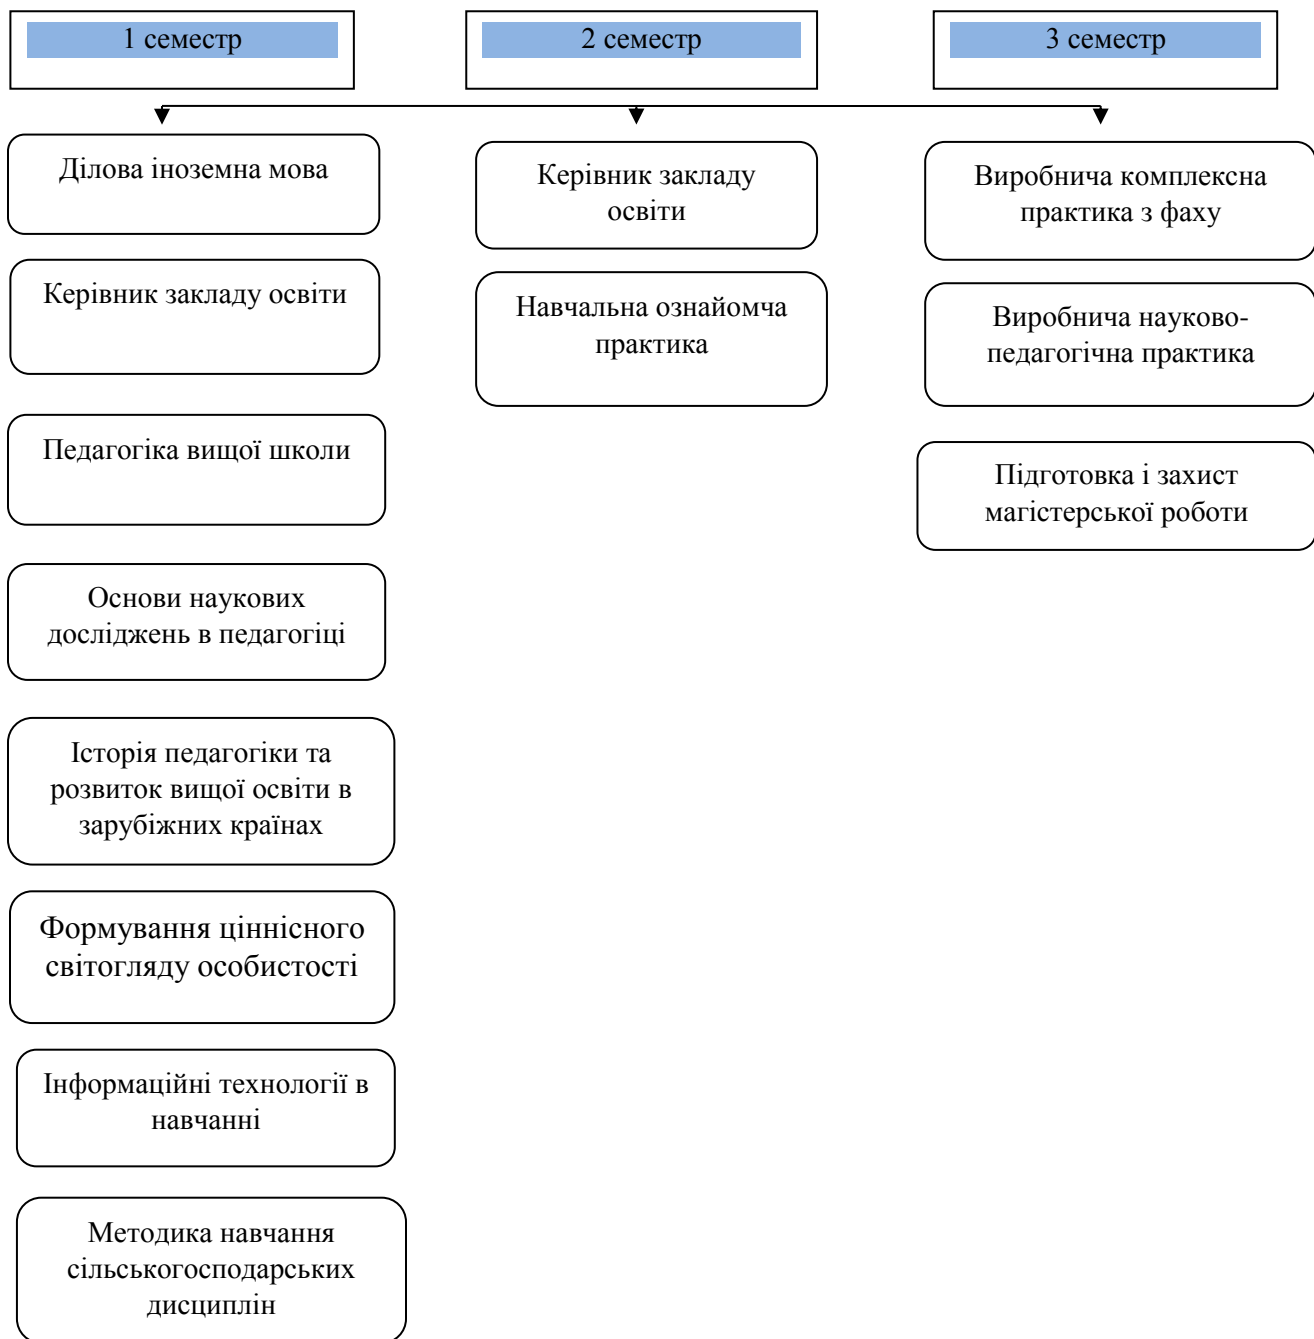 1 семестр
2 семестр
3 семестр
Ділова іноземна мова
Керівник закладу освіти
Педагогіка вищої школи
Основи наукових
досліджень в педагогіці
Історія педагогіки та
розвиток вищої освіти в
зарубіжних країнах
Формування ціннісного
світогляду особистості
Інформаційні технології в
навчанні
Методика навчання
сільськогосподарських
дисциплін
Керівник закладу
освіти
Навчальна ознайомча
практика
Виробнича комплексна
практика з фаху
Виробнича науково-
педагогічна практика
Підготовка і захист
магістерської роботи